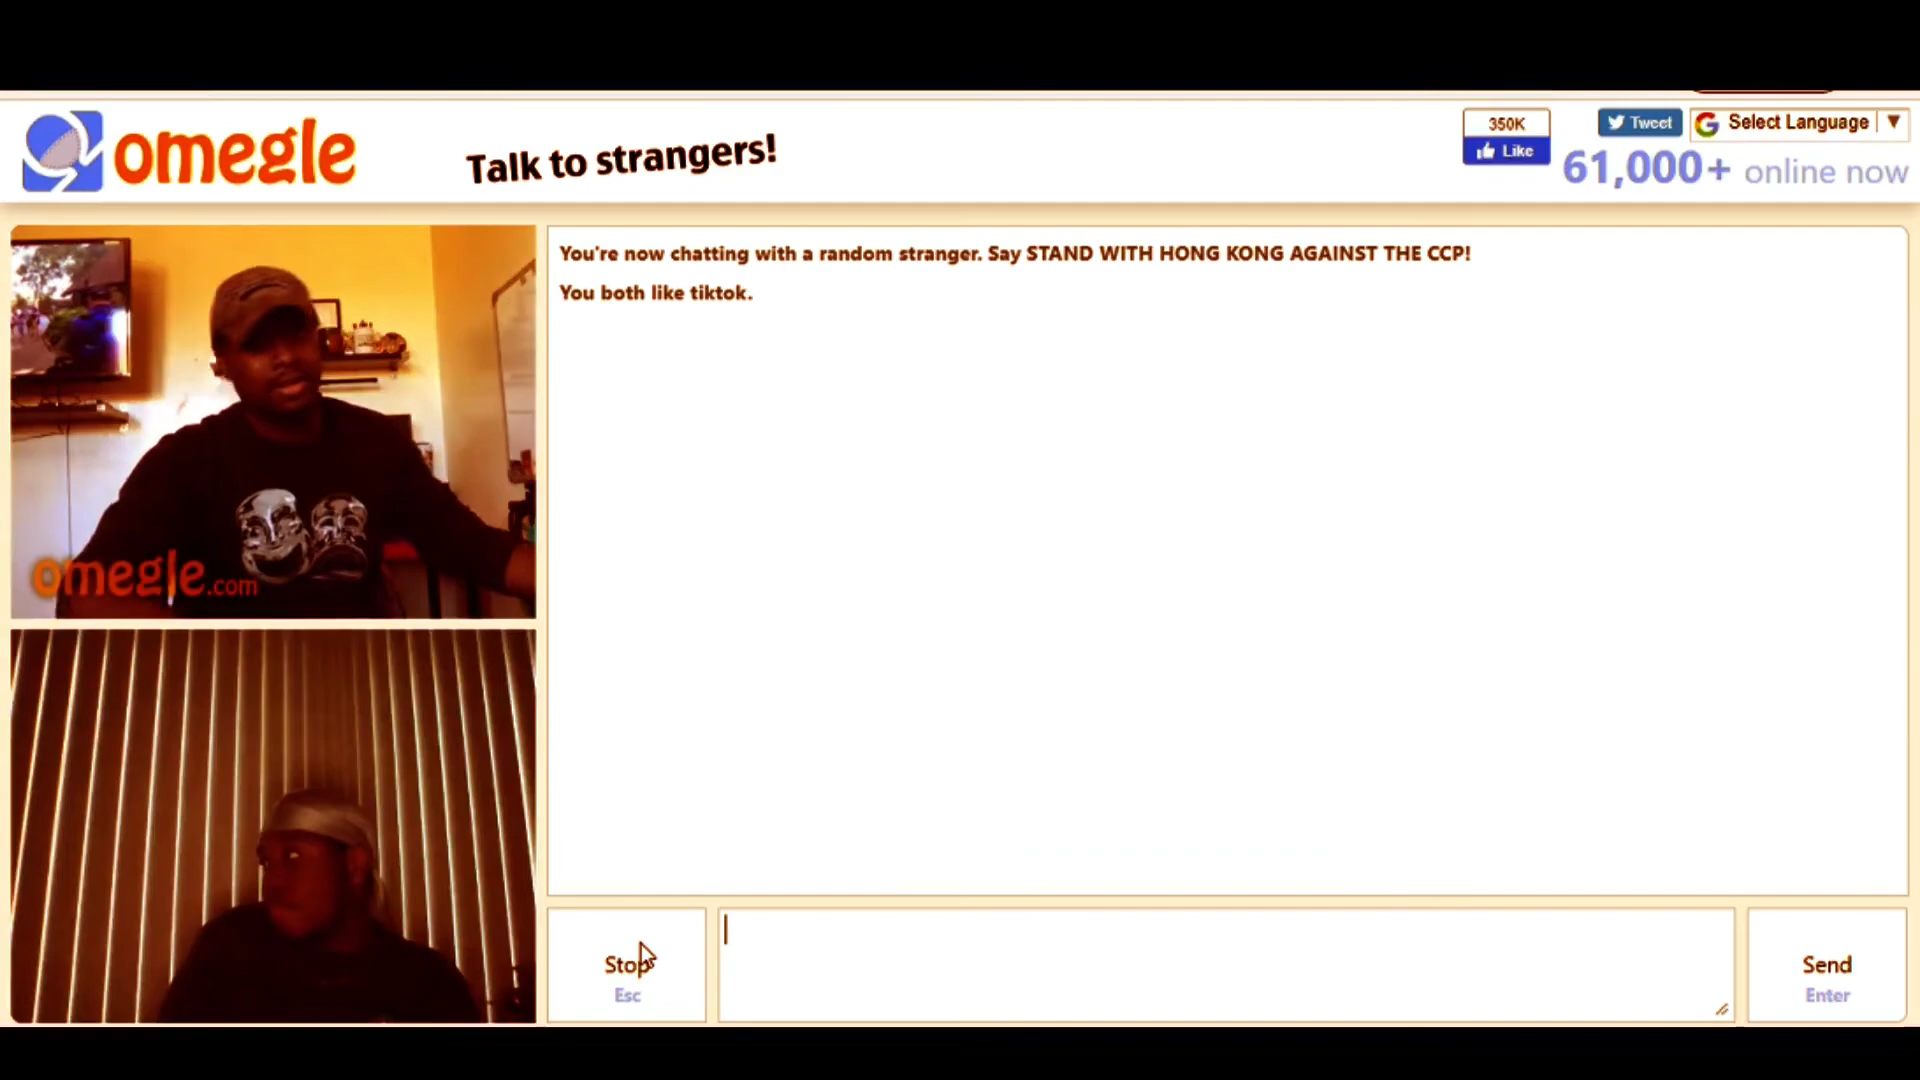 omegle
Talk to strangers!
350K
Like
Tweet
Select Language
61,000+ online now
You're now chatting with a random stranger. Say STAND WITH HONG KONG AGAINST THE CCP!
You both like tiktok.
omegle.com
Stop
Esc
Send
Enter